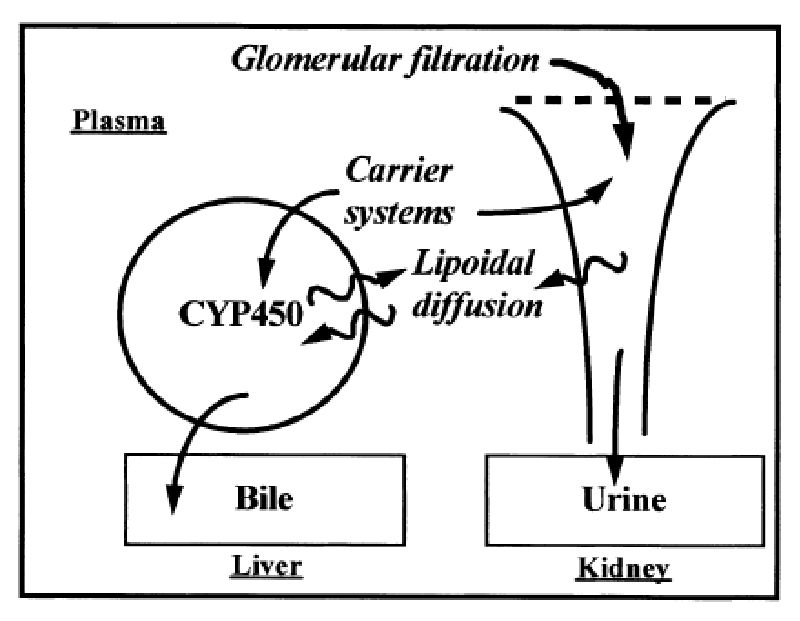 Glomerular filtration
Plasma
Carrier
systems
Lipoidal
diffusion
CYP450
Bile
Urine
Liver
Kidney